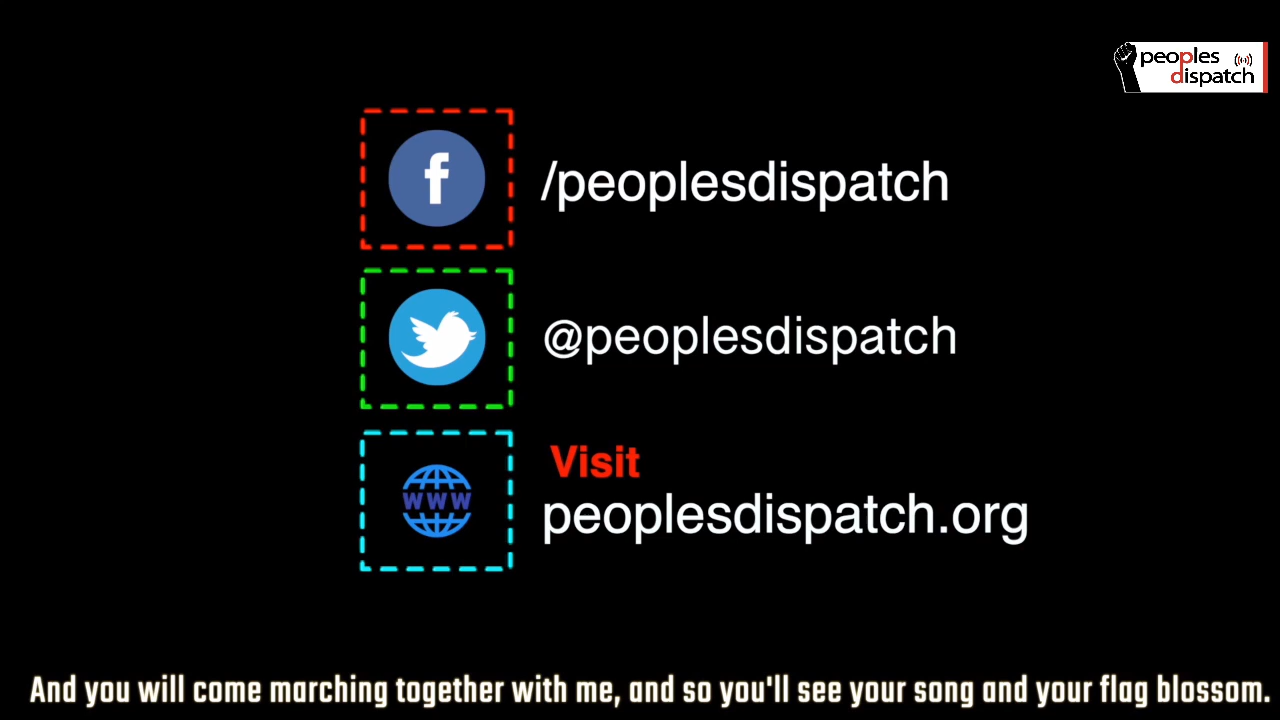 peoples
dispatch
f
/peoplesdispatch
@peoplesdispatch
www
Visit
peoplesdispatch.org
And you will come marching together with me, and so you'll see your song and your flag blossom.